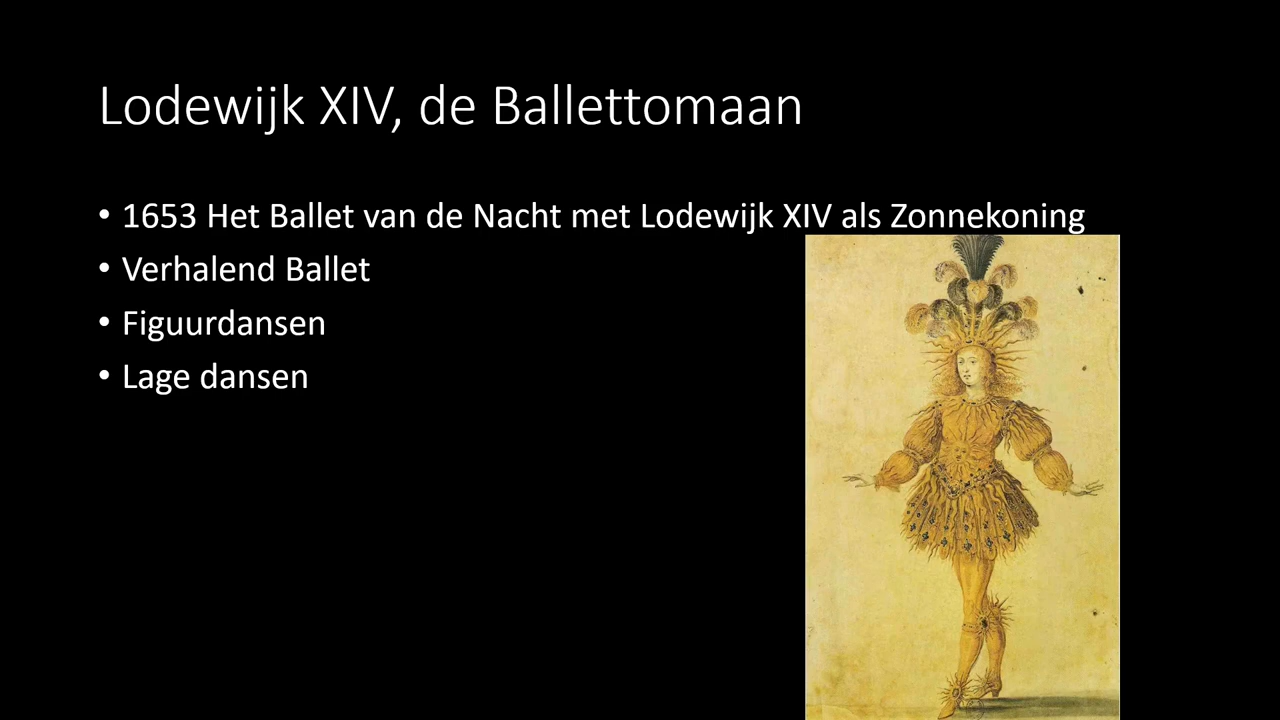 Lodewijk XIV, de Ballettomaan
• 1653 Het Ballet van de Nacht met Lodewijk XIV als Zonnekoning
• Verhalend Ballet
• Figuurdansen
• Lage dansen